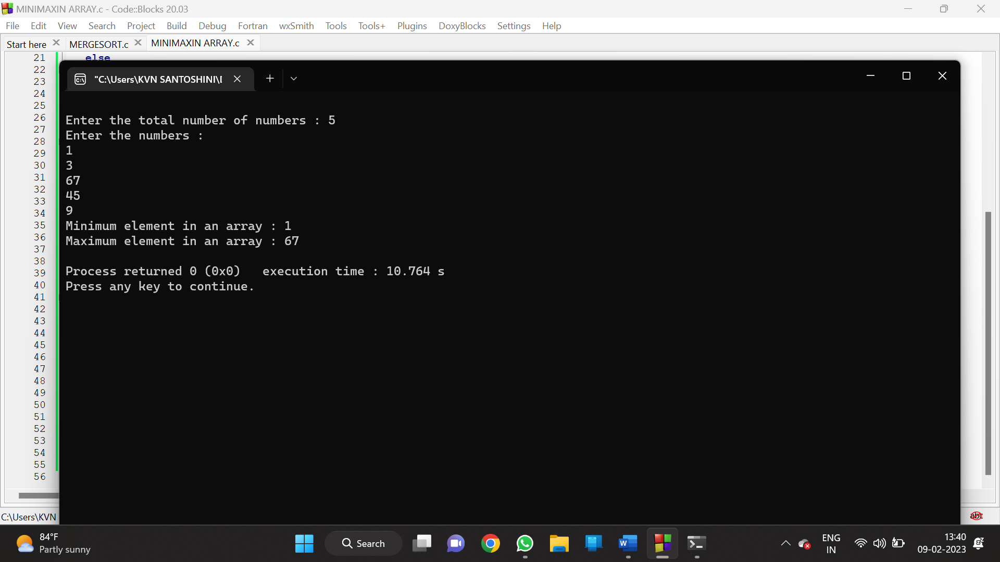 MINIMAXIN ARRAY.c - Code::Blocks 20.03
File Edit View Search Project Build Debug Fortran wxSmith Tools Tools+ Plugins DoxyBlocks Settings Help
Start here MERGESORT.c MINIMAXIN ARRAY.c
21 else
22
23
24
25
26
27
28
29
30
31
32
33
34
35
36
37
38
39
40
41
42
43
44
45
46
47
48
49
50
51
52
53
54
55
56
"C:\Users\KVN SANTOSHINI\
Enter the total number of numbers : 5
Enter the numbers :
1
3
67
45
9
Minimum element in an array : 1
Maximum element in an array : 67
Process returned 0 (0x0)   execution time : 10.764 s
Press any key to continue.
C:\Users\KVN
abc
84°F
Partly sunny
Search
ENG
IN
13:40
09-02-2023